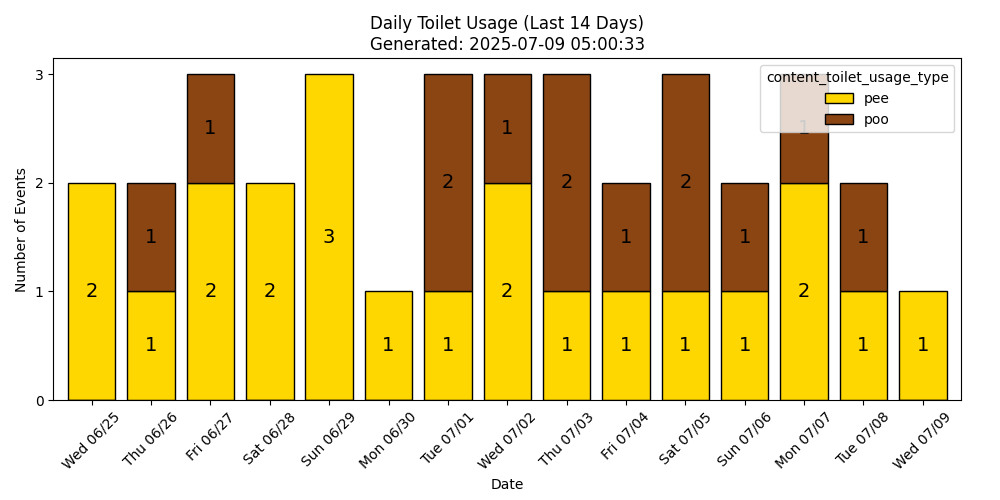 Daily Toilet Usage (Last 14 Days)
Generated: 2025-07-09 05:00:33
content_toilet_usage_type
pee
poo
Number of Events
3
2
1
0
2
1
1
2
1
2
3
1
1
2
2
1
1
2
1
1
1
2
1
1
2
1
1
1
1
Wed 06/25
Thu 06/26
Fri 06/27
Sat 06/28
Sun 06/29
Mon 06/30
Tue 07/01
Wed 07/02
Thu 07/03
Fri 07/04
Sat 07/05
Sun 07/06
Mon 07/07
Tue 07/08
Wed 07/09
Date